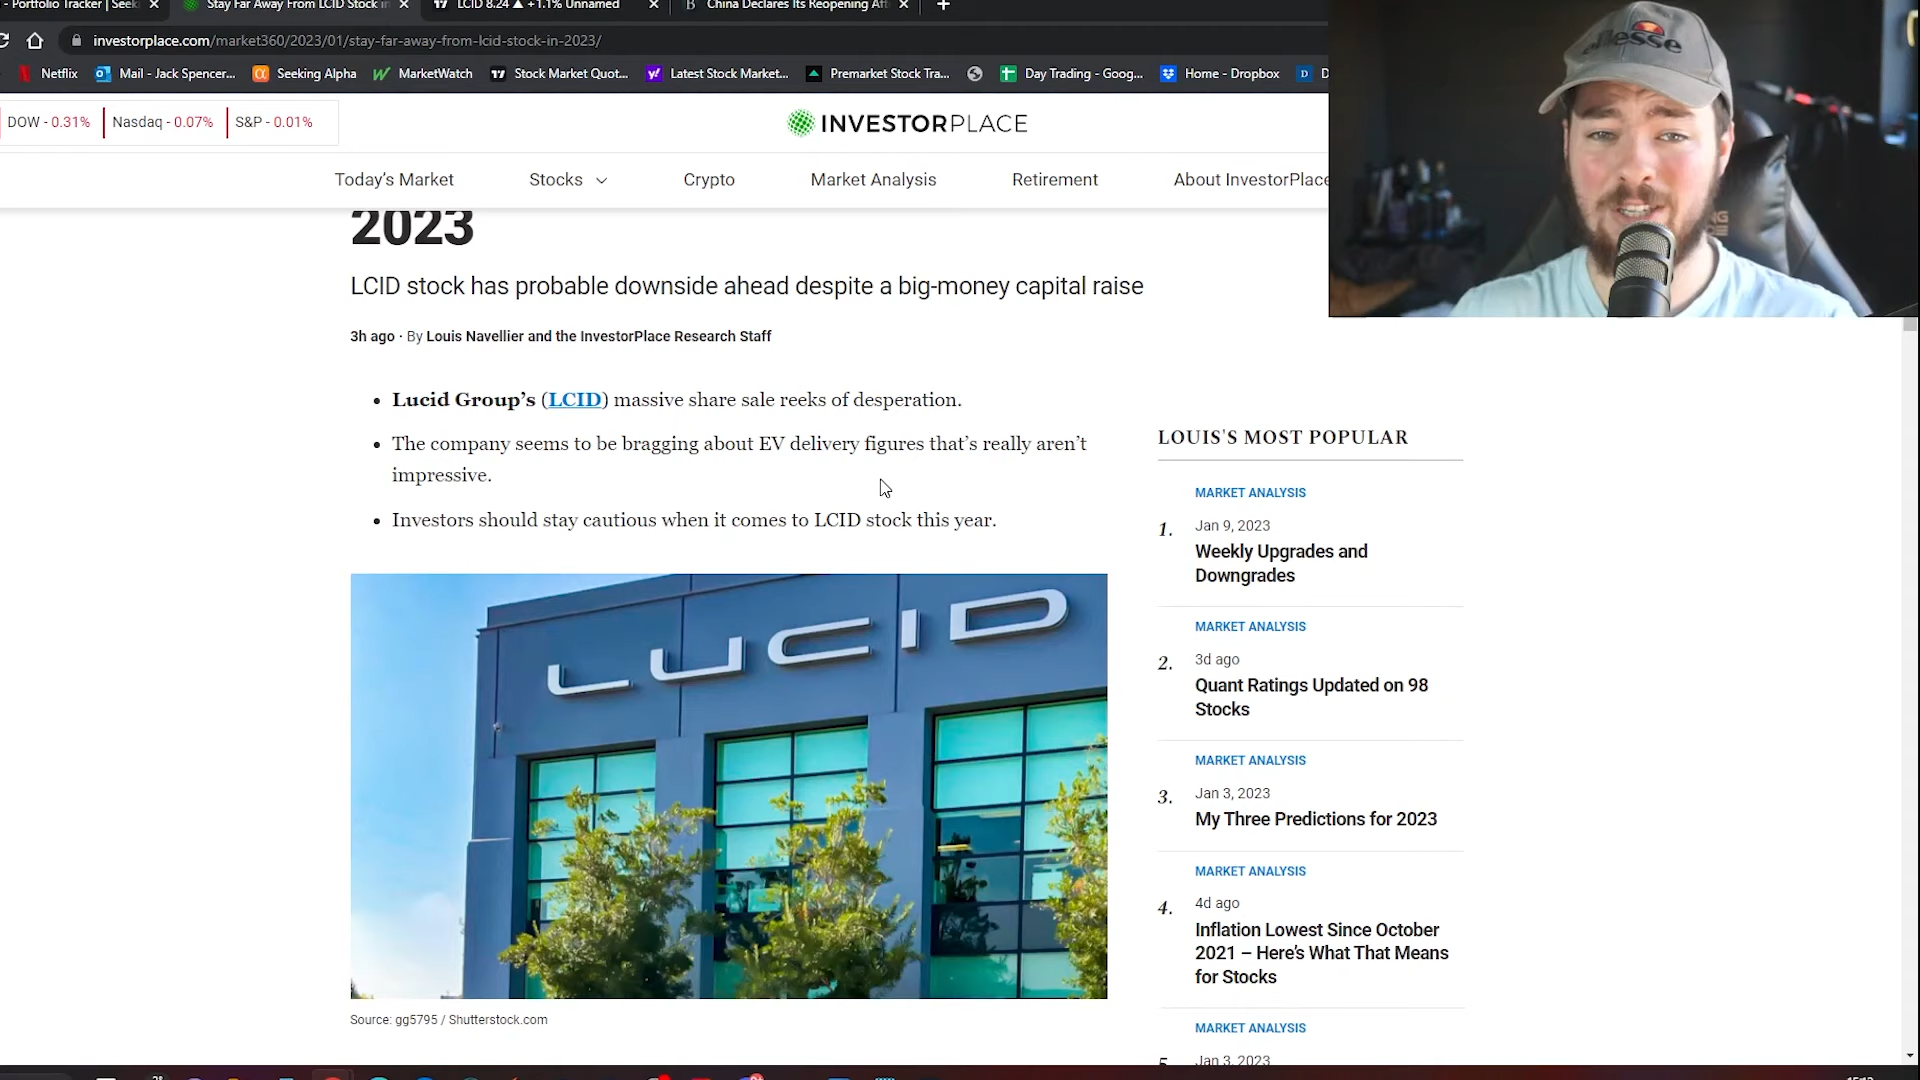 - Portfolio Tracker | Seek
Stay Far Away From LCID Stock in
LCID 8.24 ▲ +1.1% Unnamed
China Declares Its Reopening Aft
investorplace.com/market360/2023/01/stay-far-away-from-lcid-stock-in-2023/
Netflix
Mail - Jack Spencer...
Seeking Alpha
MarketWatch
Stock Market Quot...
Latest Stock Market...
Premarket Stock Tra...
Day Trading - Goog...
Home - Dropbox
DOW - 0.31%
Nasdaq - 0.07%
S&P - 0.01%
INVESTORPLACE
Today's Market
Stocks
Crypto
Market Analysis
Retirement
About InvestorPlace
ellesse
2023
LCID stock has probable downside ahead despite a big-money capital raise
3h ago · By Louis Navellier and the InvestorPlace Research Staff
• Lucid Group's (LCID) massive share sale reeks of desperation.
• The company seems to be bragging about EV delivery figures that's really aren't
impressive.
• Investors should stay cautious when it comes to LCID stock this year.
LUCID
Source: gg5795 / Shutterstock.com
LOUIS'S MOST POPULAR
MARKET ANALYSIS
1.
Jan 9, 2023
Weekly Upgrades and
Downgrades
MARKET ANALYSIS
2.
3d ago
Quant Ratings Updated on 98
Stocks
MARKET ANALYSIS
3.
Jan 3, 2023
My Three Predictions for 2023
MARKET ANALYSIS
4.
4d ago
Inflation Lowest Since October
2021 – Here's What That Means
for Stocks
MARKET ANALYSIS
5.
Jan 3, 2023